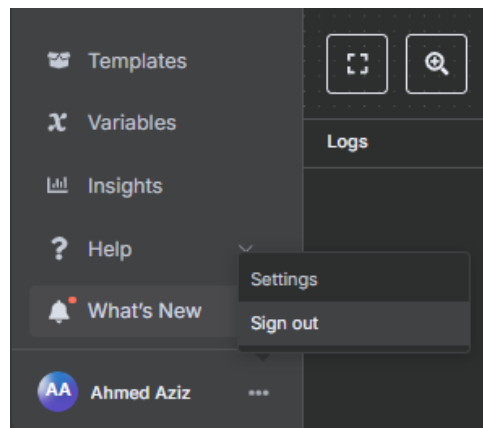 Templates
Variables
Logs
Insights
Help
Settings
What's New
Sign out
AA
Ahmed Aziz